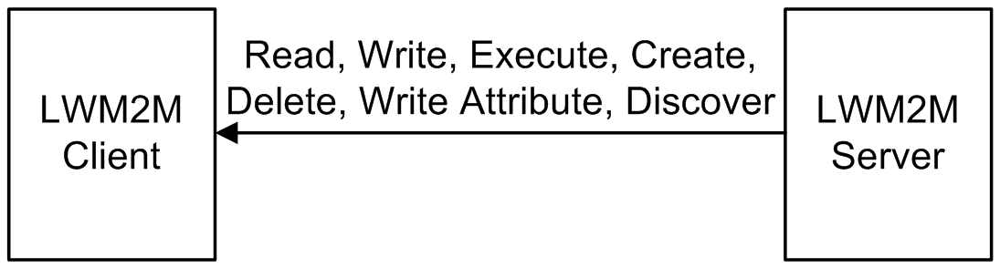 LWM2M
Client
Read, Write, Execute, Create,
Delete, Write Attribute, Discover
LWM2M
Server